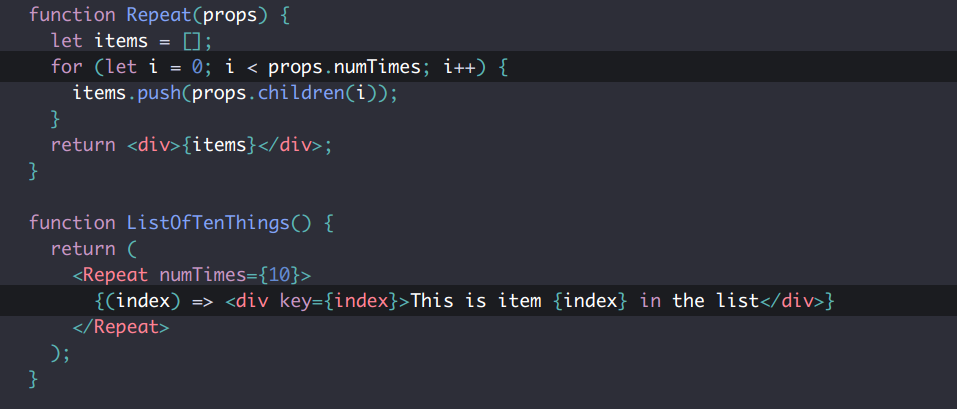 function Repeat(props) {
  let items = [];
  for (let i = 0; i < props.numTimes; i++) {
    items.push(props.children(i));
  }
  return <div>{items}</div>;
}

function ListOfTenThings() {
  return (
    <Repeat numTimes={10}>
      {(index) => <div key={index}>This is item {index} in the list</div>}
    </Repeat>
  );
}